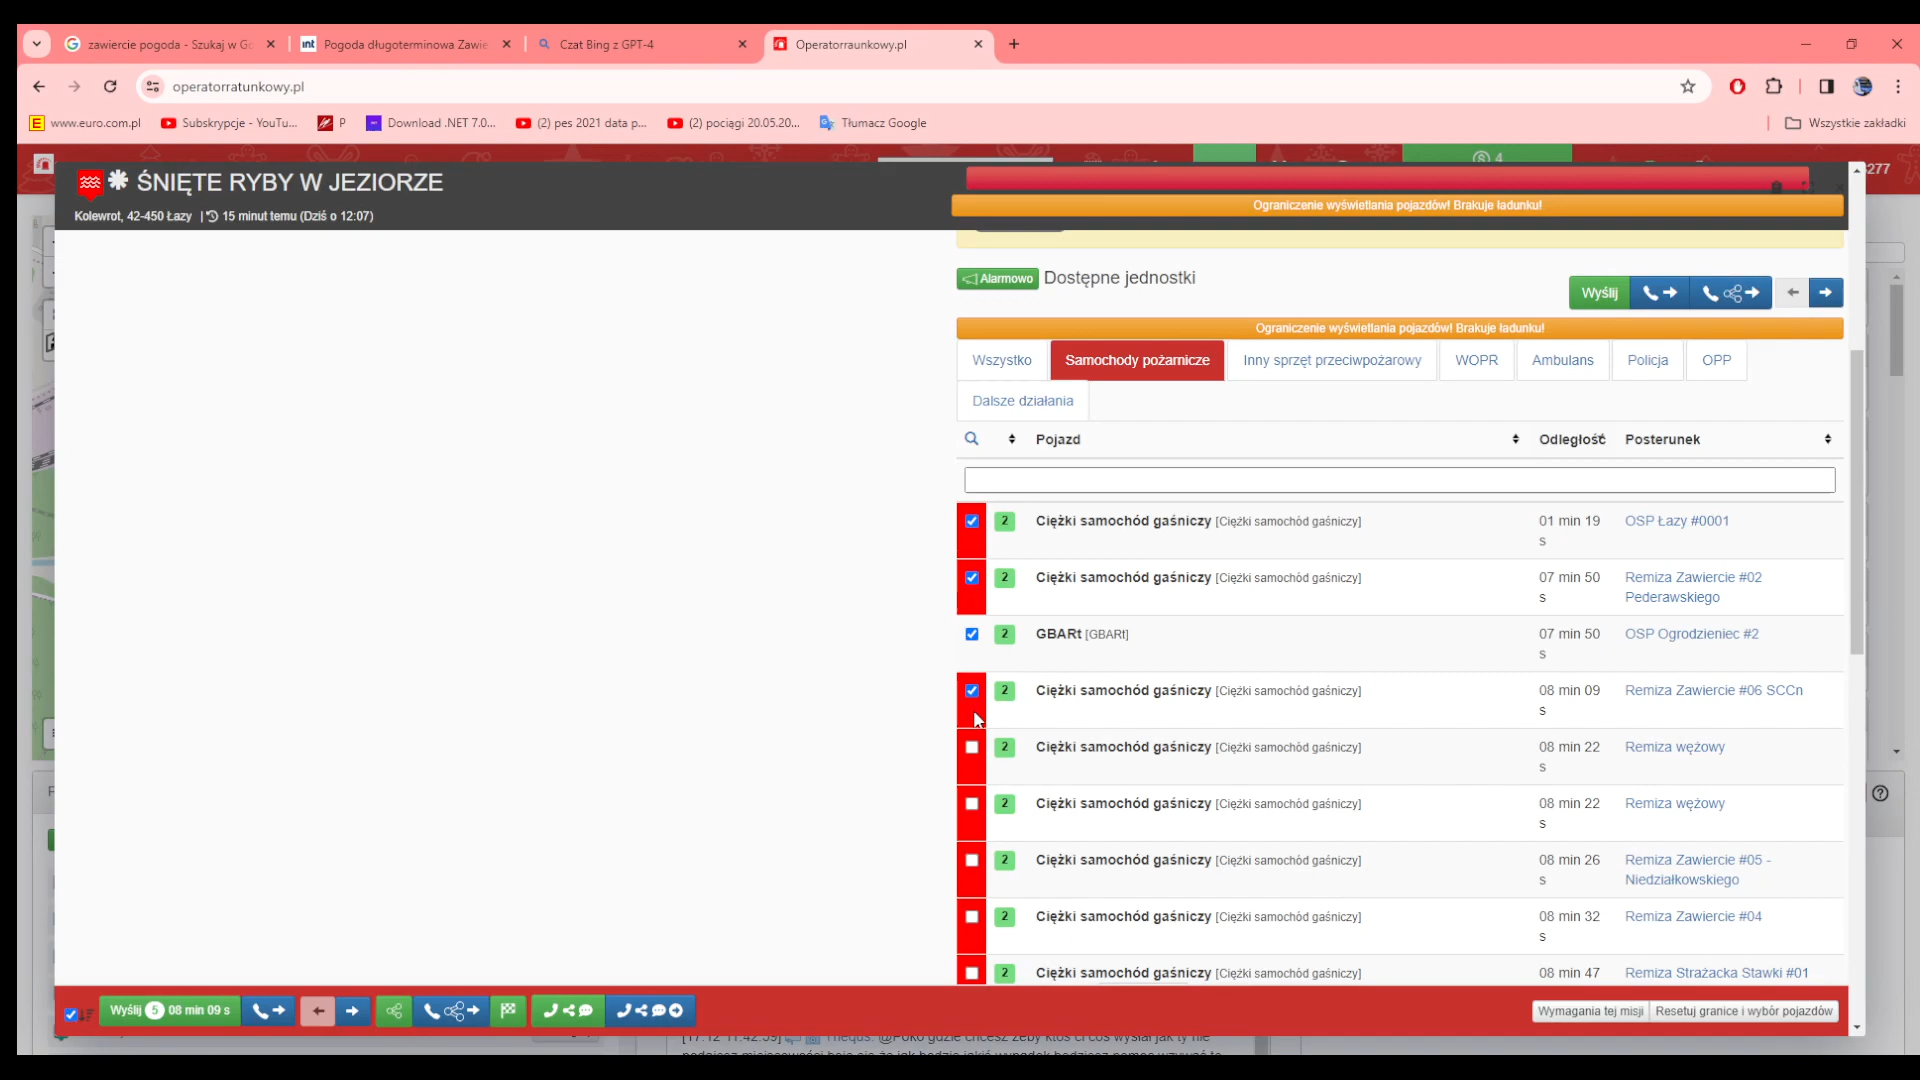 zawiercie pogoda - Szukaj w Go
int Pogoda długoterminowa Zawie
Czat Bing z GPT-4
Operatorraunkowy.pl
operatorratunkowy.pl
www.euro.com.pl
Subskrypcje - YouTu...
P
Download .NET 7.0...
(2) pes 2021 data p...
(2) pociągi 20.05.20...
Tłumacz Google
Wszystkie zakładki
ŚNIĘTE RYBY W JEZIORZE
Kolewrot, 42-450 Łazy | 15 minut temu (Dziś o 12:07)
Ograniczenie wyświetlania pojazdów! Brakuje ładunku!
Alarmowo Dostępne jednostki
Wyślij
Ograniczenie wyświetlania pojazdów! Brakuje ładunku!
Wszystko Samochody pożarnicze Inny sprzęt przeciwpożarowy WOPR Ambulans Policja OPP
Dalsze działania
Pojazd Odległość Posterunek
2 Ciężki samochód gaśniczy [Ciężki samochód gaśniczy] 01 min 19 s OSP Łazy #0001
2 Ciężki samochód gaśniczy [Ciężki samochód gaśniczy] 07 min 50 s Remiza Zawiercie #02 Pederawskiego
2 GBARt [GBARt] 07 min 50 s OSP Ogrodzieniec #2
2 Ciężki samochód gaśniczy [Ciężki samochód gaśniczy] 08 min 09 s Remiza Zawiercie #06 SCCn
2 Ciężki samochód gaśniczy [Ciężki samochód gaśniczy] 08 min 22 s Remiza wężowy
2 Ciężki samochód gaśniczy [Ciężki samochód gaśniczy] 08 min 22 s Remiza wężowy
2 Ciężki samochód gaśniczy [Ciężki samochód gaśniczy] 08 min 26 s Remiza Zawiercie #05 - Niedziałkowskiego
2 Ciężki samochód gaśniczy [Ciężki samochód gaśniczy] 08 min 32 s Remiza Zawiercie #04
2 Ciężki samochód gaśniczy [Ciężki samochód gaśniczy] 08 min 47 Remiza Strażacka Stawki #01
Wyślij 5 08 min 09 s
Wymagania tej misji Resetuj granice i wybór pojazdów